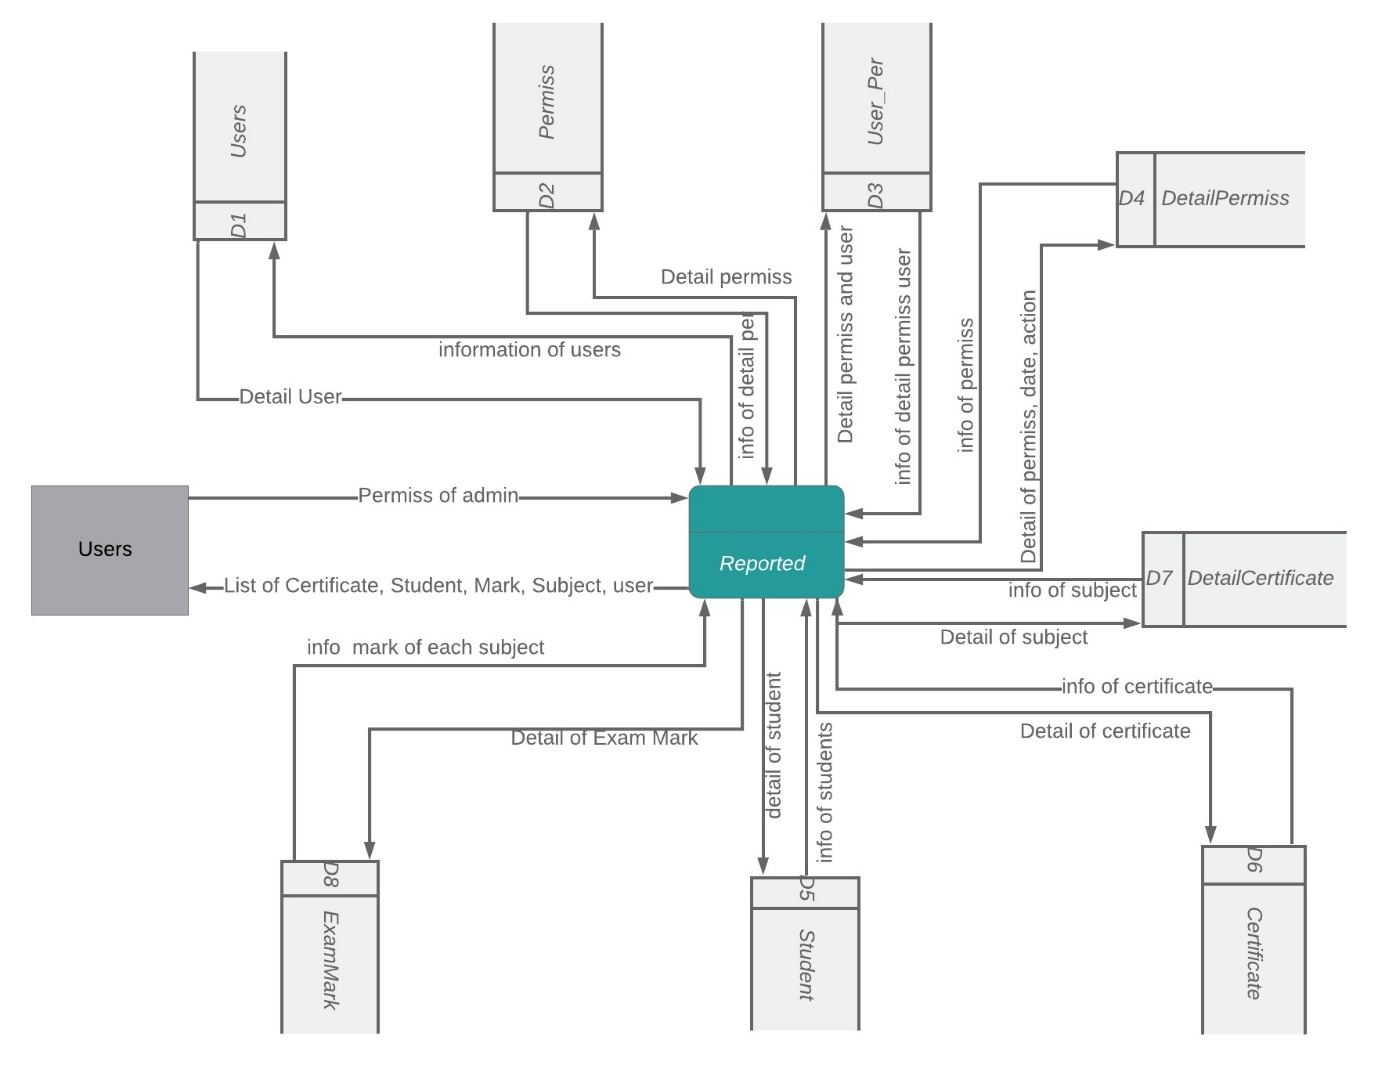 Users
D1
Permiss
D2
User_Per
D3
D4
DetailPermiss
Detail permiss
information of users
Detail User
info of detail per
Detail permiss and user
info of detail permiss user
info of permiss
Detail of permiss, date, action
Users
Permiss of admin
Reported
List of Certificate, Student, Mark, Subject, user
D7
DetailCertificate
info of subject
Detail of subject
info  mark of each subject
Detail of Exam Mark
detail of student
info of students
info of certificate
Detail of certificate
D8
ExamMark
D5
Student
D6
Certificate